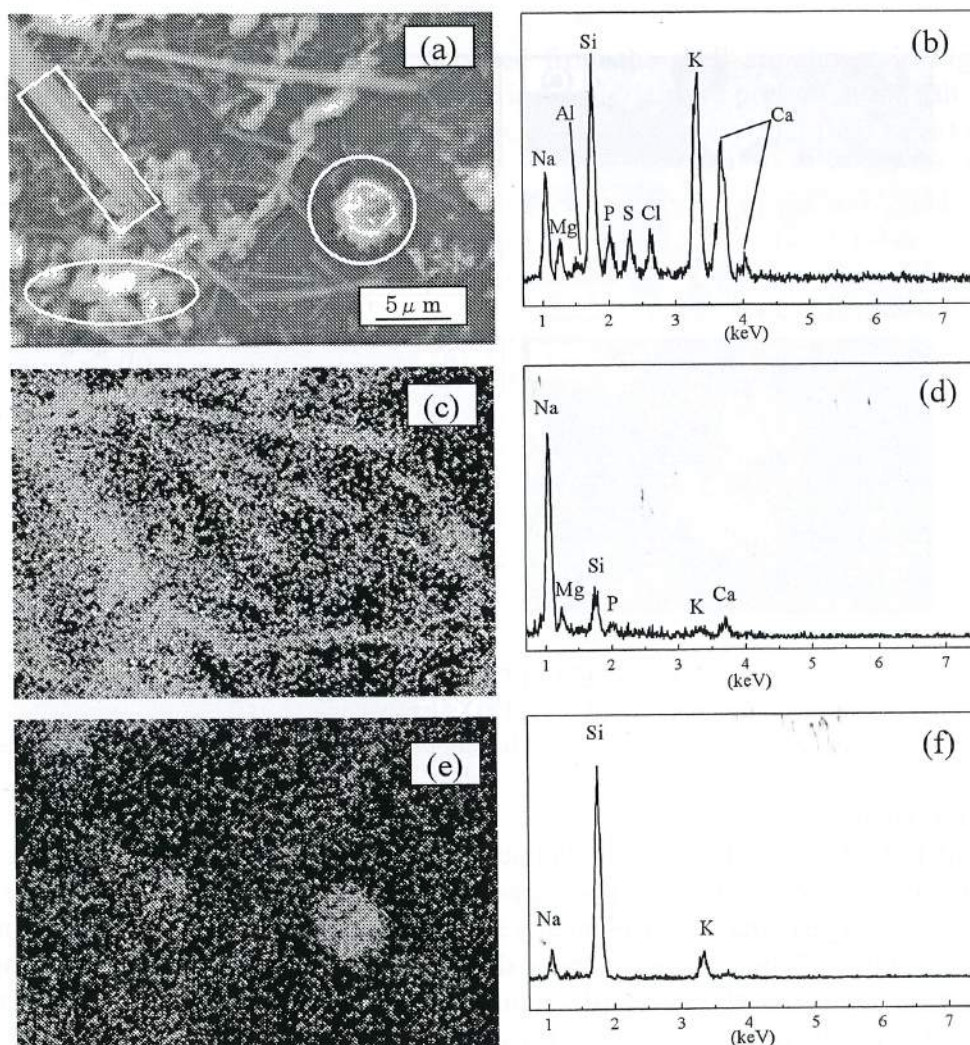 (a)
5 μ m
(b)
Si
K
Al
Ca
Na
Mg
P
S
Cl
1 2 3 4 5 6 7
(keV)
(c)
(d)
Na
Mg
Si
P
K
Ca
1 2 3 4 5 6 7
(keV)
(e)
(f)
Si
Na
K
1 2 3 4 5 6 7
(keV)